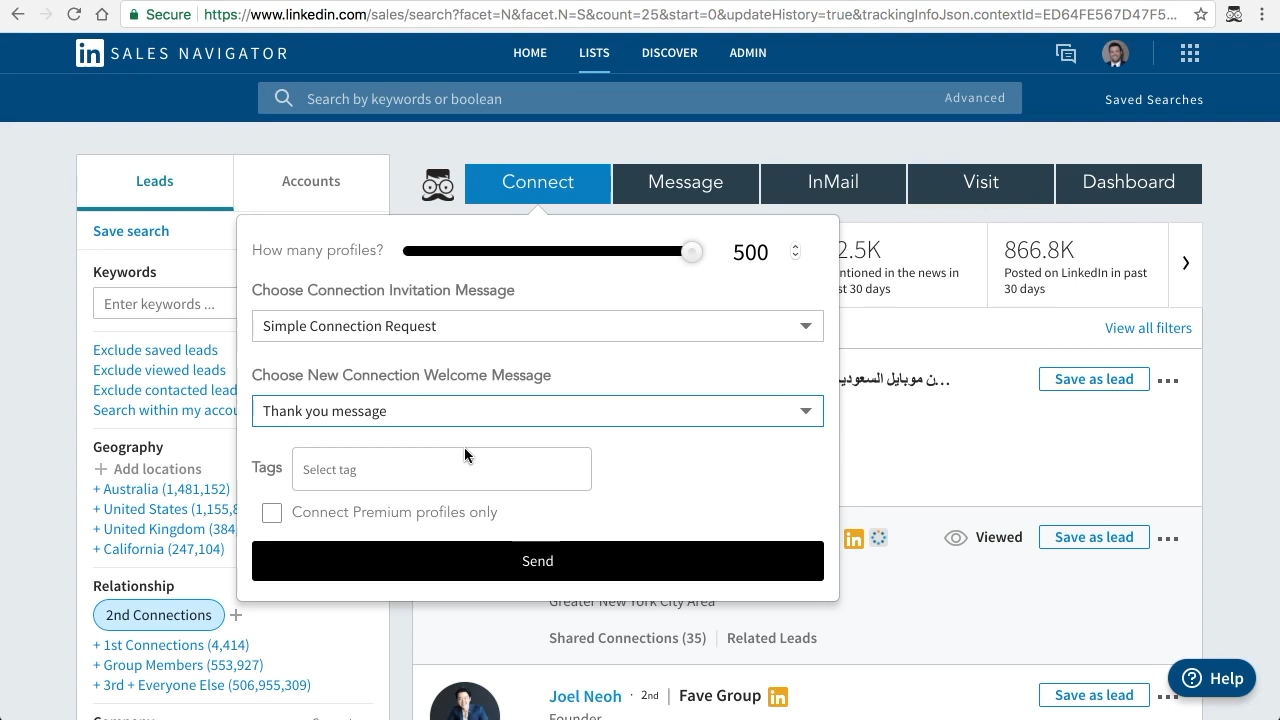 Secure
https://www.linkedin.com/sales/search?facet=N&facet.N=S&count=25&start=0&updateHistory=true&trackingInfoJson.contextId=ED64FE567D47F5...
in SALES NAVIGATOR
HOME
LISTS
DISCOVER
ADMIN
Search by keywords or boolean
Advanced
Saved Searches
Leads
Accounts
Connect
Message
InMail
Visit
Dashboard
Save search
Keywords
Enter keywords ...
Exclude saved leads
Exclude viewed leads
Exclude contacted lead
Search within my accou
Geography
+ Add locations
+ Australia (1,481,152)
+ United States (1,155,8
+ United Kingdom (384
+ California (247,104)
Relationship
2nd Connections +
+ 1st Connections (4,414)
+ Group Members (553,927)
+ 3rd + Everyone Else (506,955,309)
How many profiles?
500
Choose Connection Invitation Message
Simple Connection Request
Choose New Connection Welcome Message
Thank you message
Tags
Select tag
Connect Premium profiles only
Send
2.5K
ntioned in the news in
st 30 days
866.8K
Posted on LinkedIn in past
30 days
View all filters
ن موبايل السعودي...
Save as lead
in
Viewed
Save as lead
Greater New York City Area
Shared Connections (35)
Related Leads
Joel Neoh · 2nd | Fave Group in
Founder
Save as lead
Help